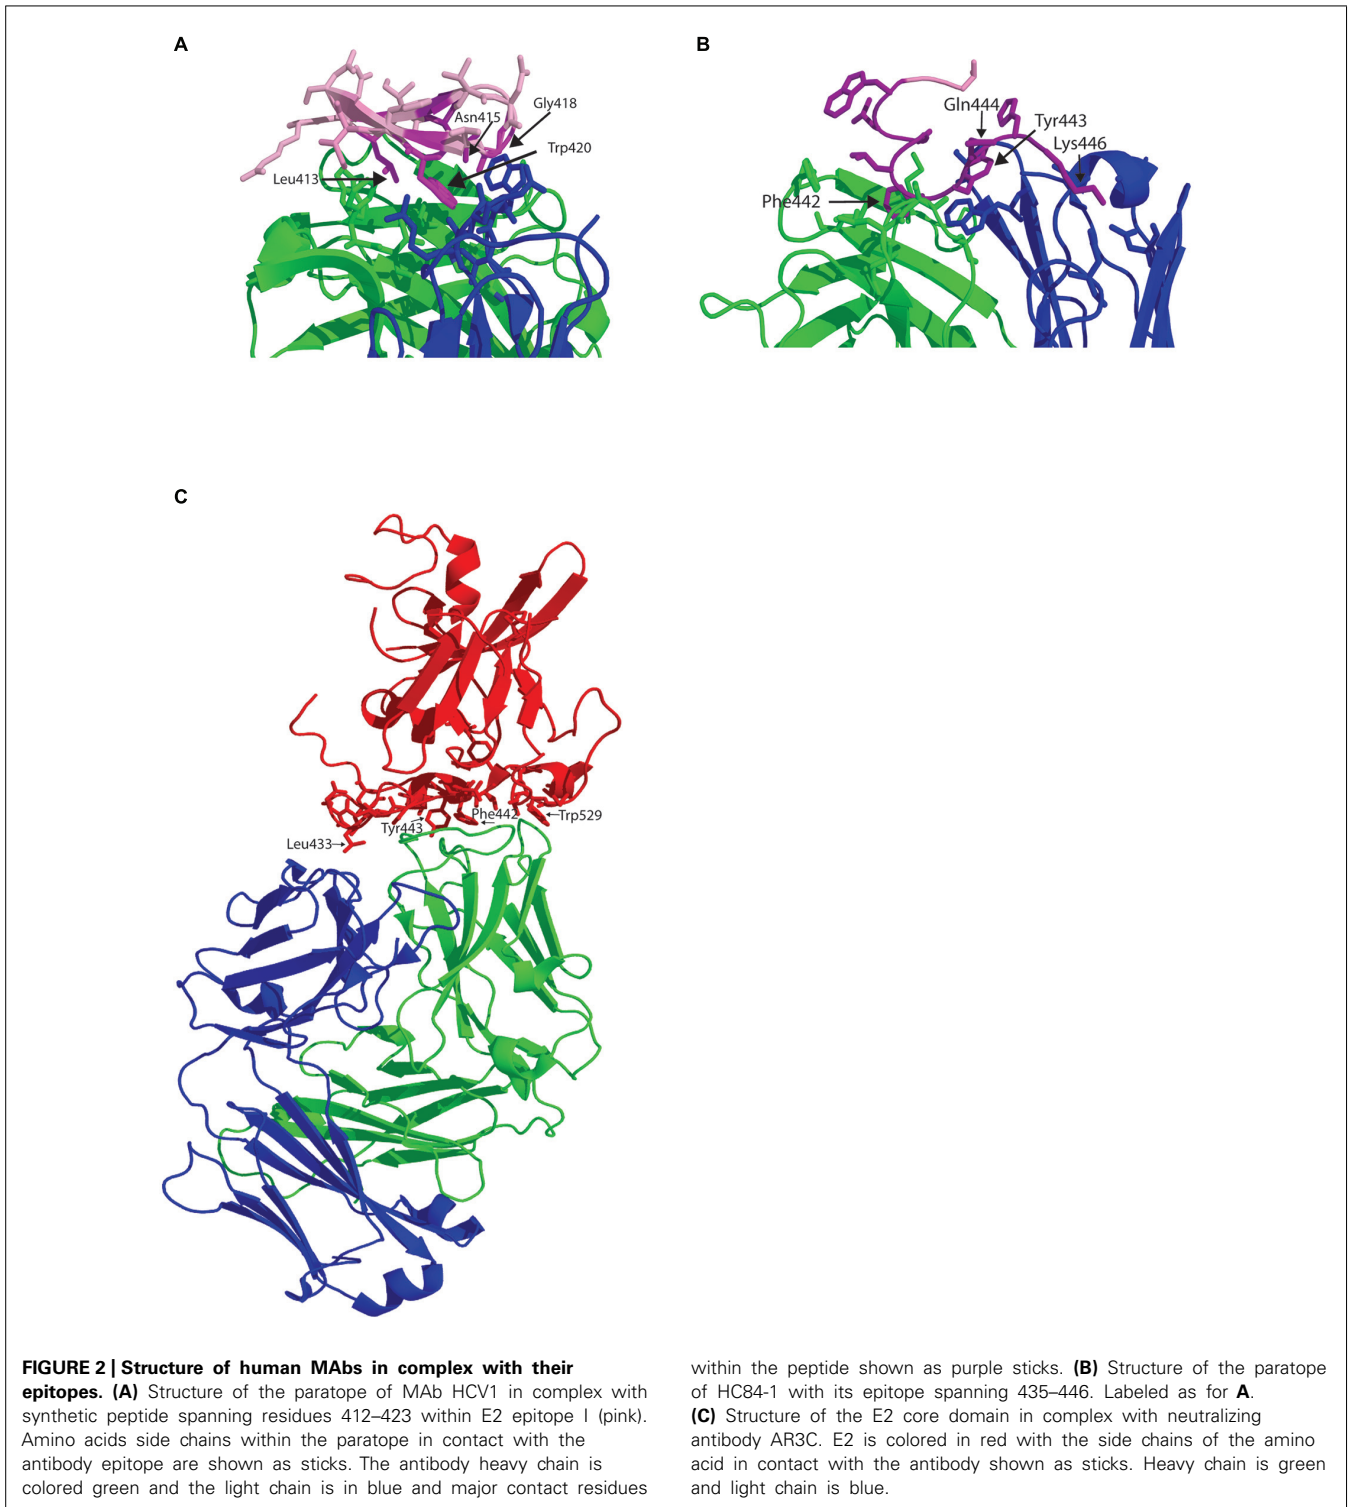 A
Asn415
Gly418
Trp420
Leu413
B
Gln444
Tyr443
Lys446
Phe442
C
Tyr443
Phe442
Trp529
Leu433
FIGURE 2 | Structure of human MAbs in complex with their
epitopes. (A) Structure of the paratope of MAb HCV1 in complex with
synthetic peptide spanning residues 412–423 within E2 epitope I (pink).
Amino acids side chains within the paratope in contact with the
antibody epitope are shown as sticks. The antibody heavy chain is
colored green and the light chain is in blue and major contact residues
within the peptide shown as purple sticks. (B) Structure of the paratope
of HC84-1 with its epitope spanning 435–446. Labeled as for A.
(C) Structure of the E2 core domain in complex with neutralizing
antibody AR3C. E2 is colored in red with the side chains of the amino
acid in contact with the antibody shown as sticks. Heavy chain is green
and light chain is blue.